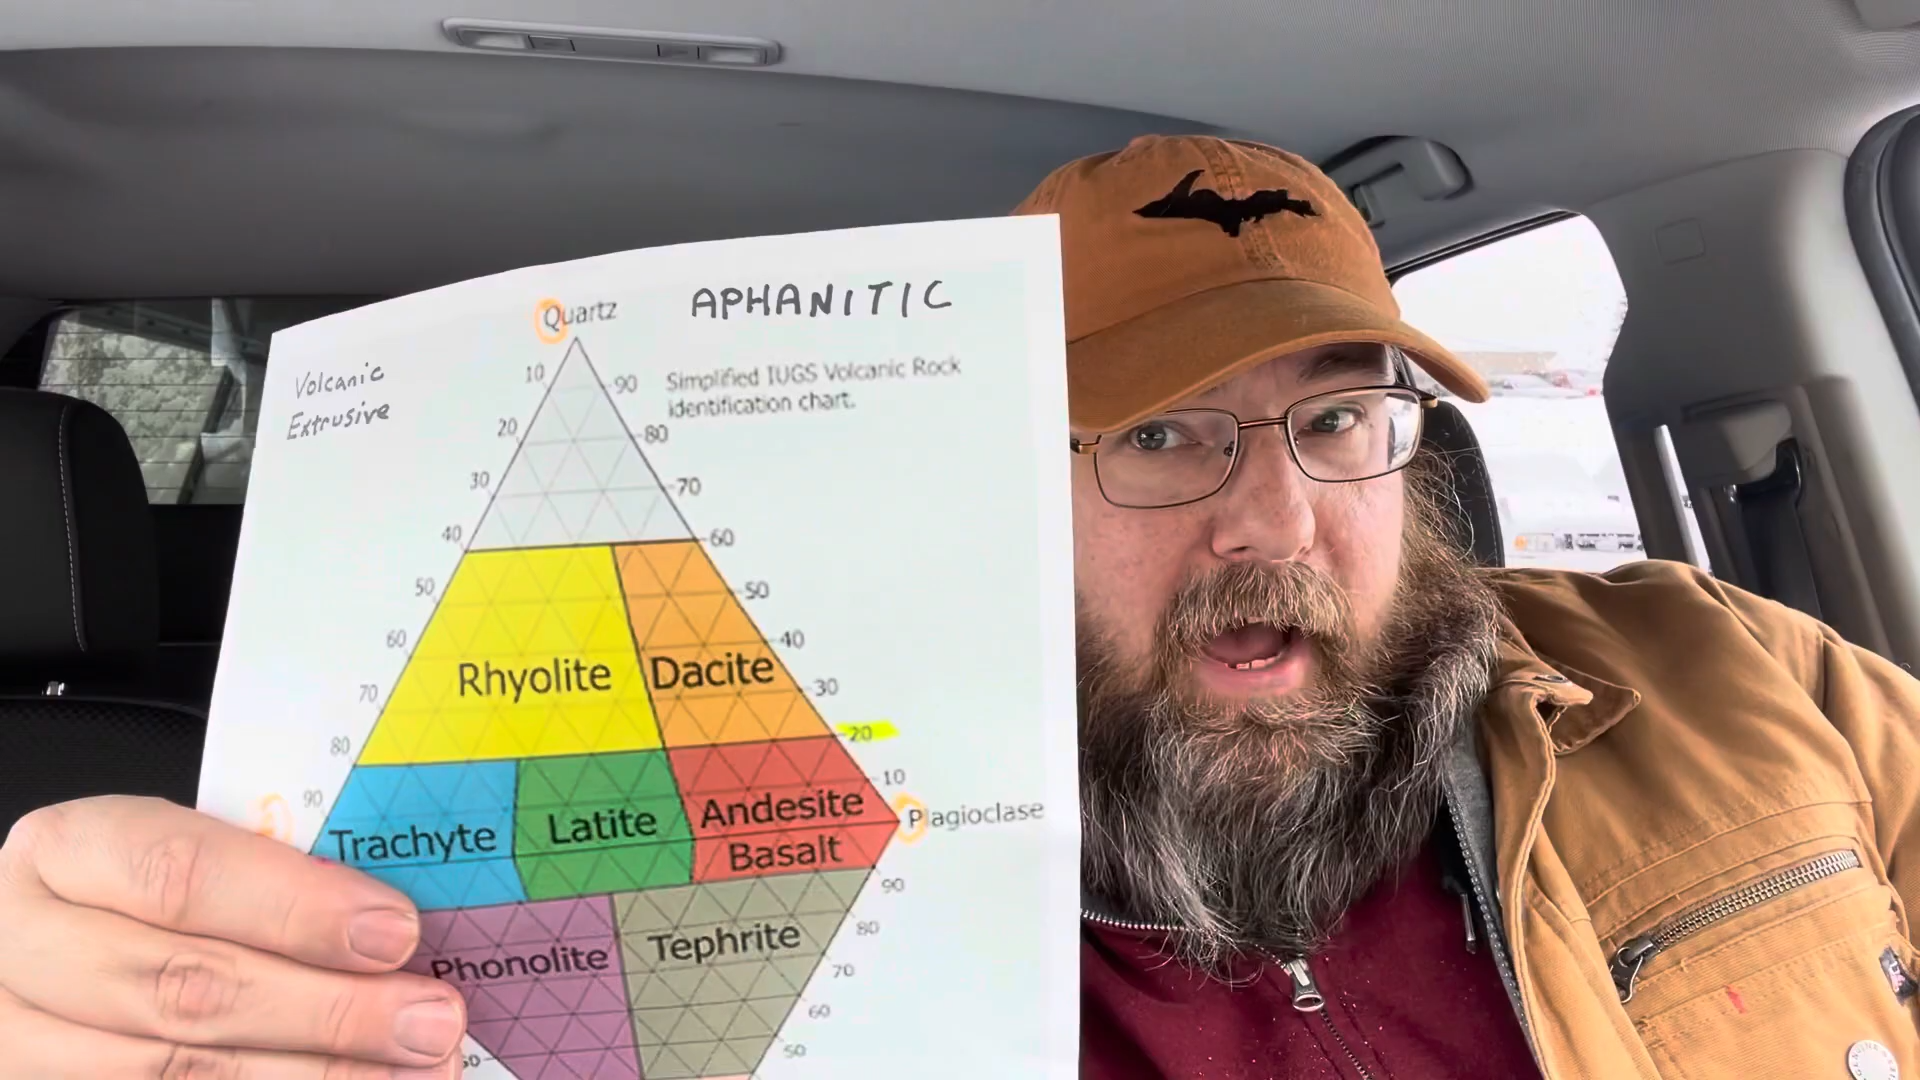 Quartz
APHANITIC
Volcanic
Extrusive
Simplified IUGS Volcanic Rock
identification chart.
10
90
20
80
30
70
40
60
50
50
60
40
Rhyolite
Dacite
70
30
80
20
90
10
Trachyte
Latite
Andesite
Plagioclase
Basalt
90
Phonolite
Tephrite
80
70
60
50